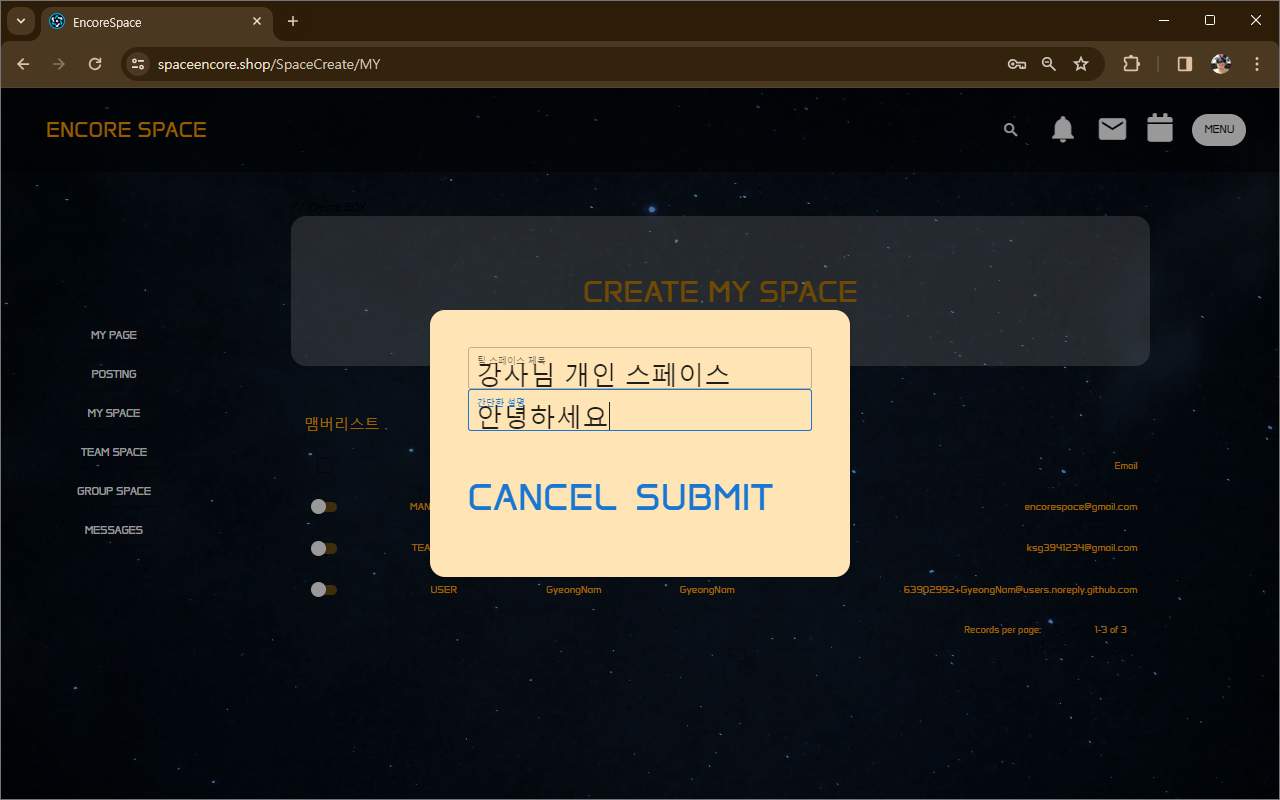 EncoreSpace
spaceencore.shop/SpaceCreate/MY
ENCORE SPACE
MENU
Create BOX
CREATE MY SPACE
팀 스페이스 제목
강사님 개인 스페이스
간단한 설명
안녕하세요
CANCEL SUBMIT
MY PAGE
POSTING
MY SPACE
TEAM SPACE
GROUP SPACE
MESSAGES
맴버리스트 .
Email
MAN
encorespace@gmail.com
TEA
ksg3941234@gmail.com
USER GyeongNam GyeongNam 63902992+GyeongNam@users.noreply.github.com
Records per page: 1-3 of 3